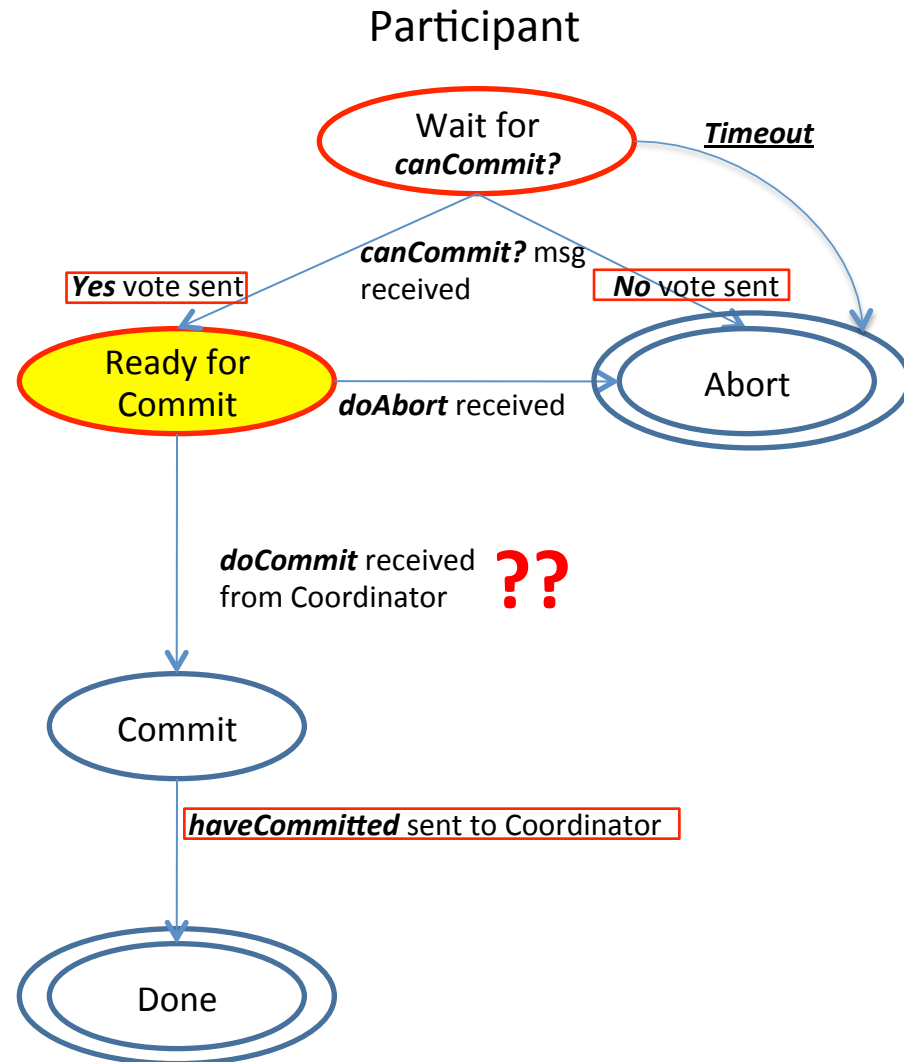 Participant
Wait for
canCommit?
Timeout
canCommit? msg
received
Yes vote sent
No vote sent
Ready for
Commit
doAbort received
Abort
doCommit received
from Coordinator
??
Commit
haveCommitted sent to Coordinator
Done